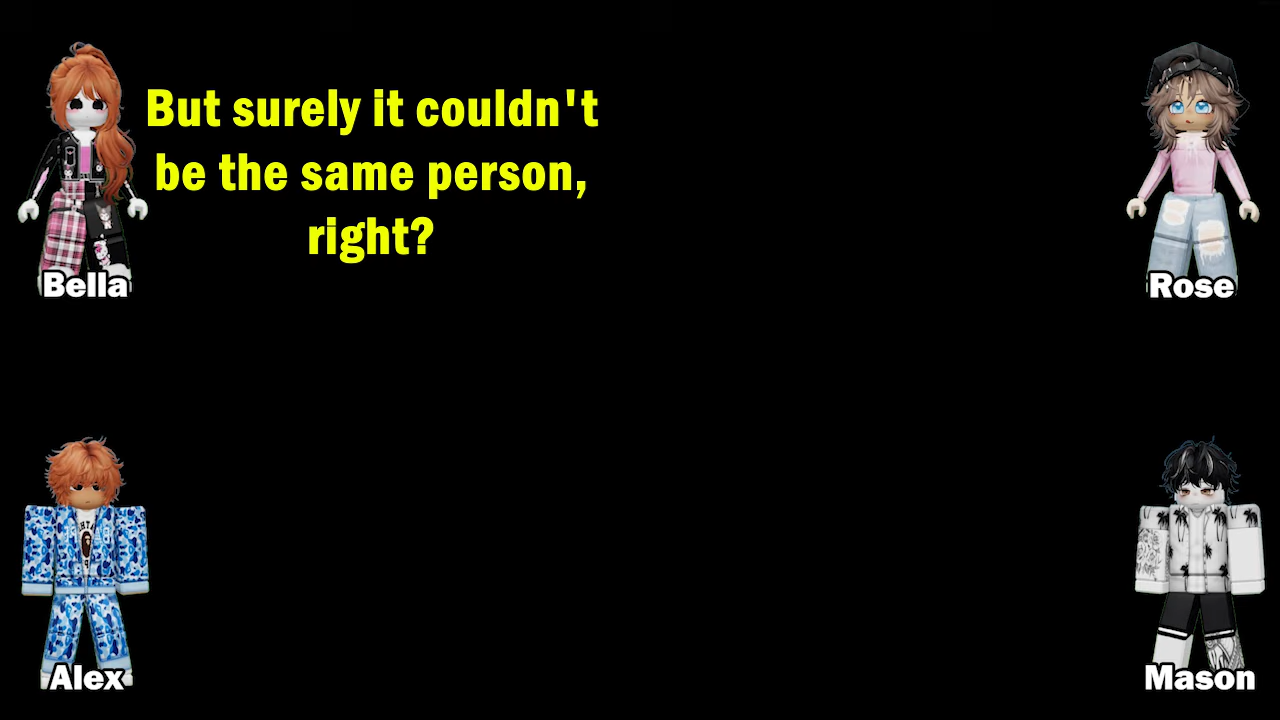 But surely it couldn't
be the same person,
right?
Bella
Rose
Alex
Mason